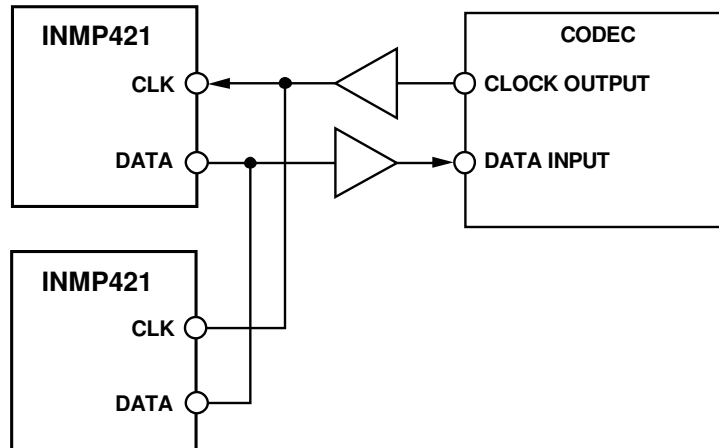 INMP421
CLK
DATA
CODEC
CLOCK OUTPUT
DATA INPUT
INMP421
CLK
DATA